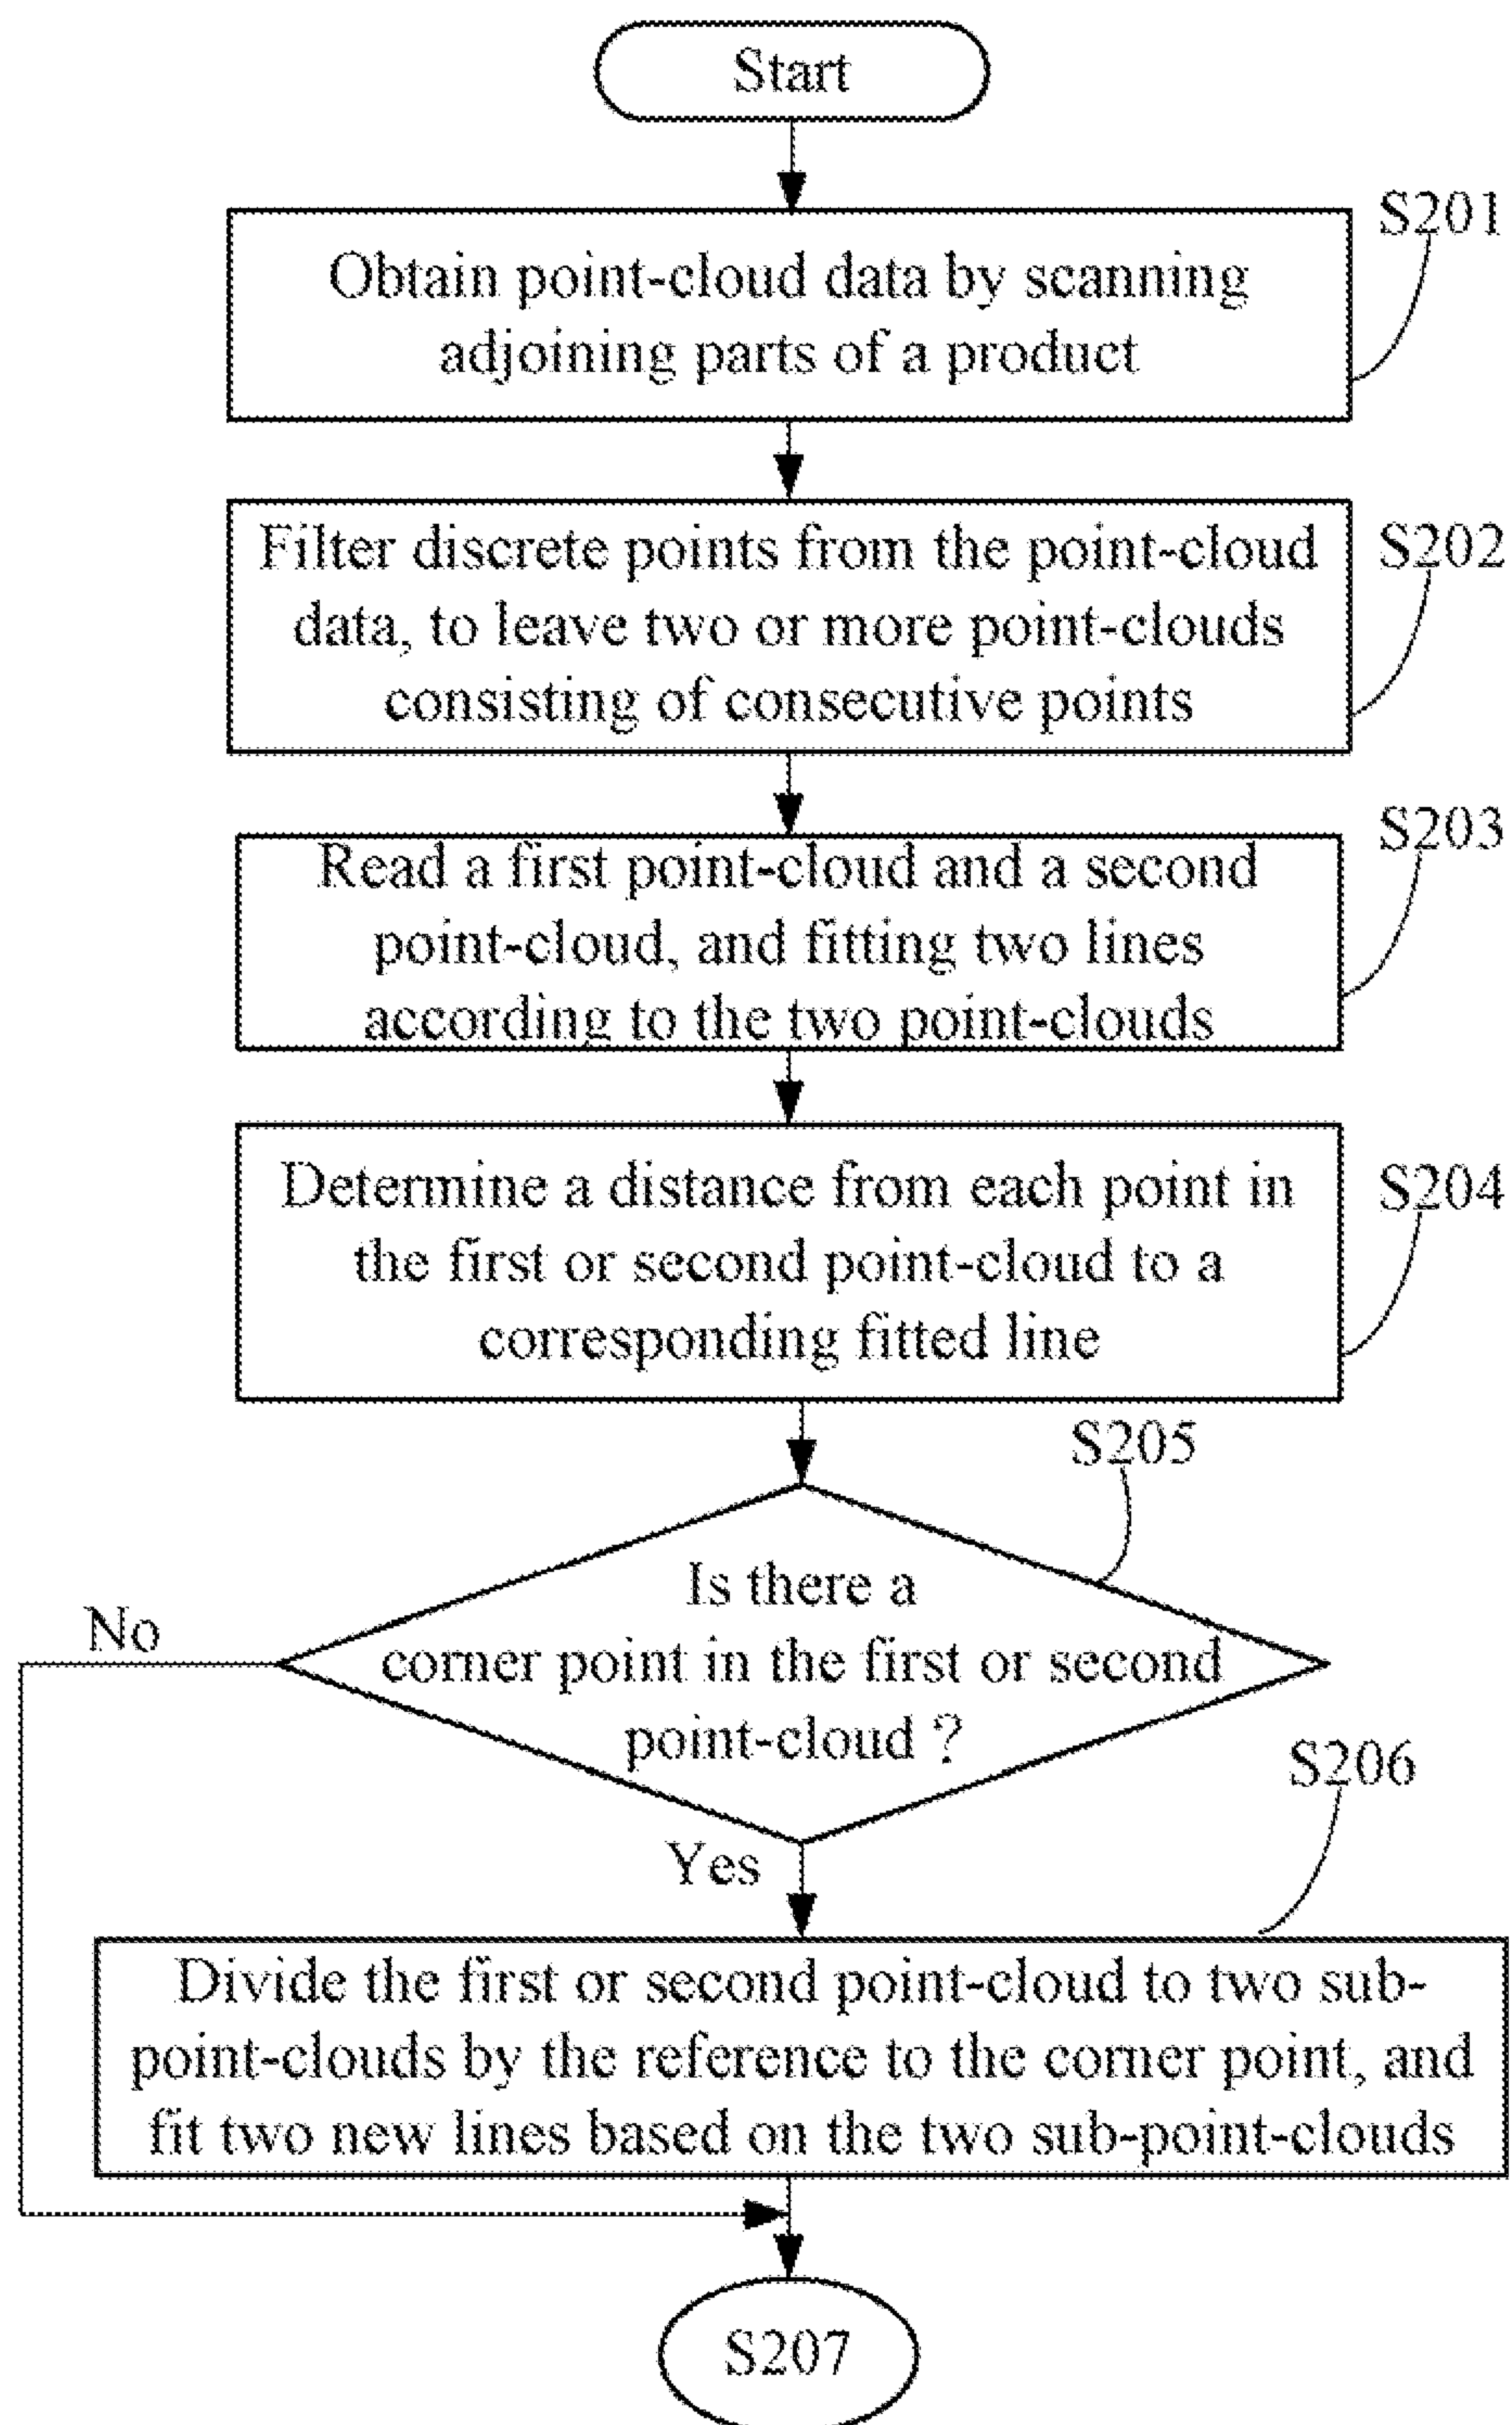 Start
S201
Obtain point-cloud data by scanning
adjoining parts of a product
S202
Filter discrete points from the point-cloud
data, to leave two or more point-clouds
consisting of consecutive points
S203
Read a first point-cloud and a second
point-cloud, and fitting two lines
according to the two point-clouds
S204
Determine a distance from each point in
the first or second point-cloud to a
corresponding fitted line
S205
Is there a
corner point in the first or second
point-cloud ?
No
Yes
S206
Divide the first or second point-cloud to two sub-
point-clouds by the reference to the corner point, and
fit two new lines based on the two sub-point-clouds
S207